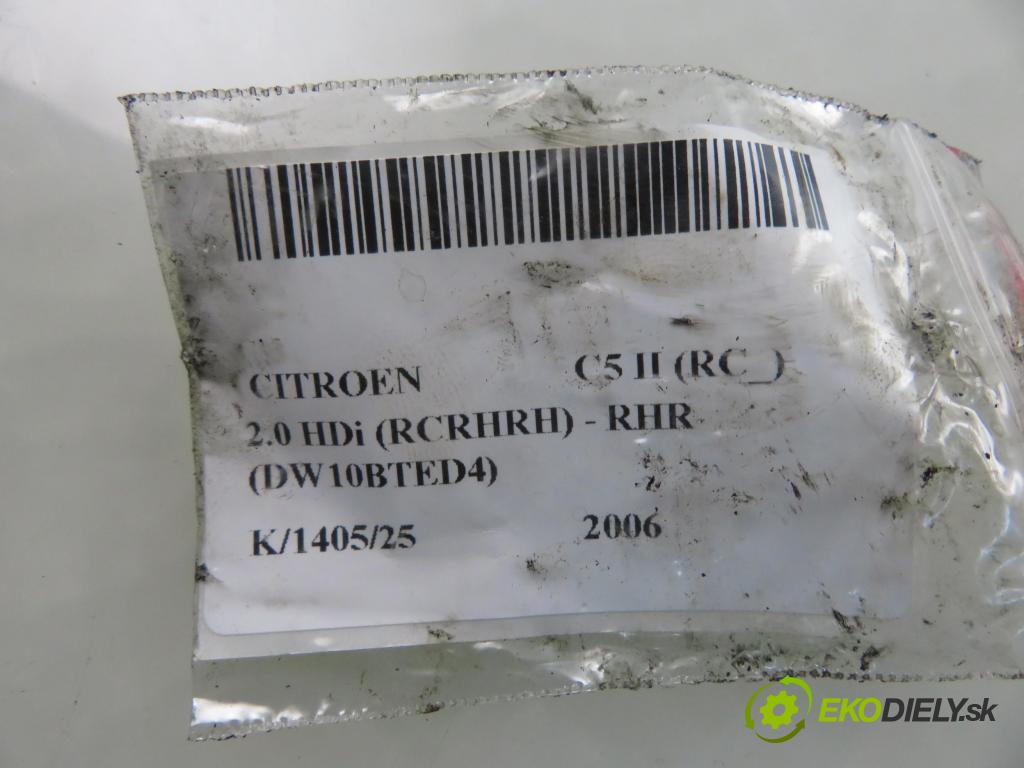 CITROEN C5 II (RC_)
2.0 HDi (RCRHRH) - RHR
(DW10BTED4)
K/1405/25 2006
EKODIELY.sk